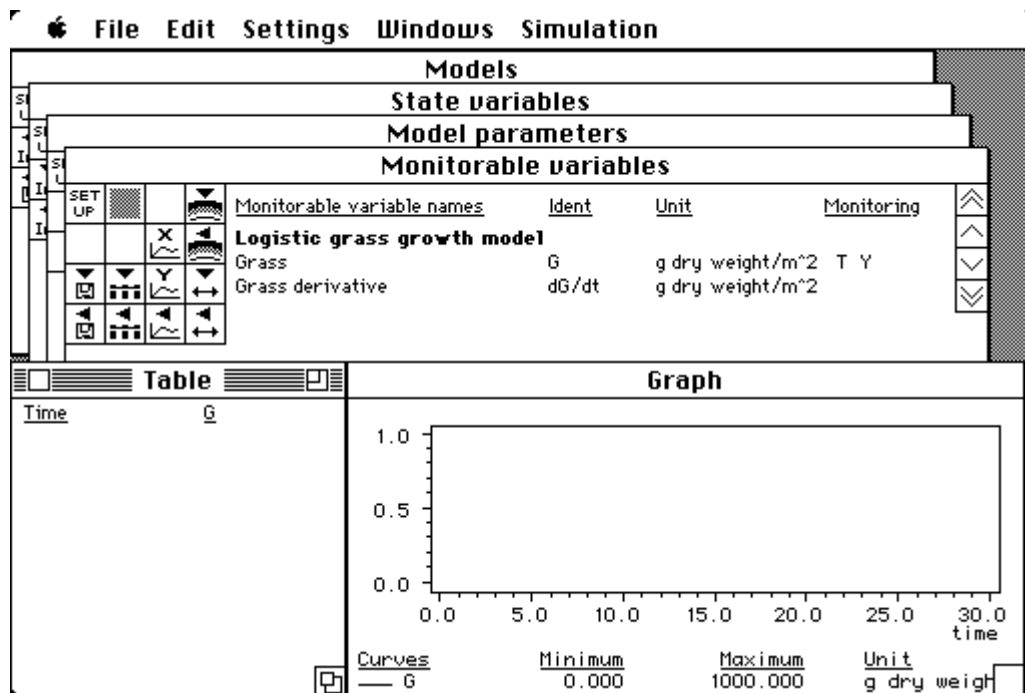 File Edit Settings Windows Simulation
Models
State variables
Model parameters
Monitorable variables
SET UP
Monitorable variable names Ident Unit Monitoring
X
Logistic grass growth model
Grass G g dry weight/m^2 T Y
Y
Grass derivative dG/dt g dry weight/m^2
Table
Time G
Graph
1.0
0.5
0.0
0.0 5.0 10.0 15.0 20.0 25.0 30.0
time
Curves Minimum Maximum Unit
G 0.000 1000.000 g dry weigh